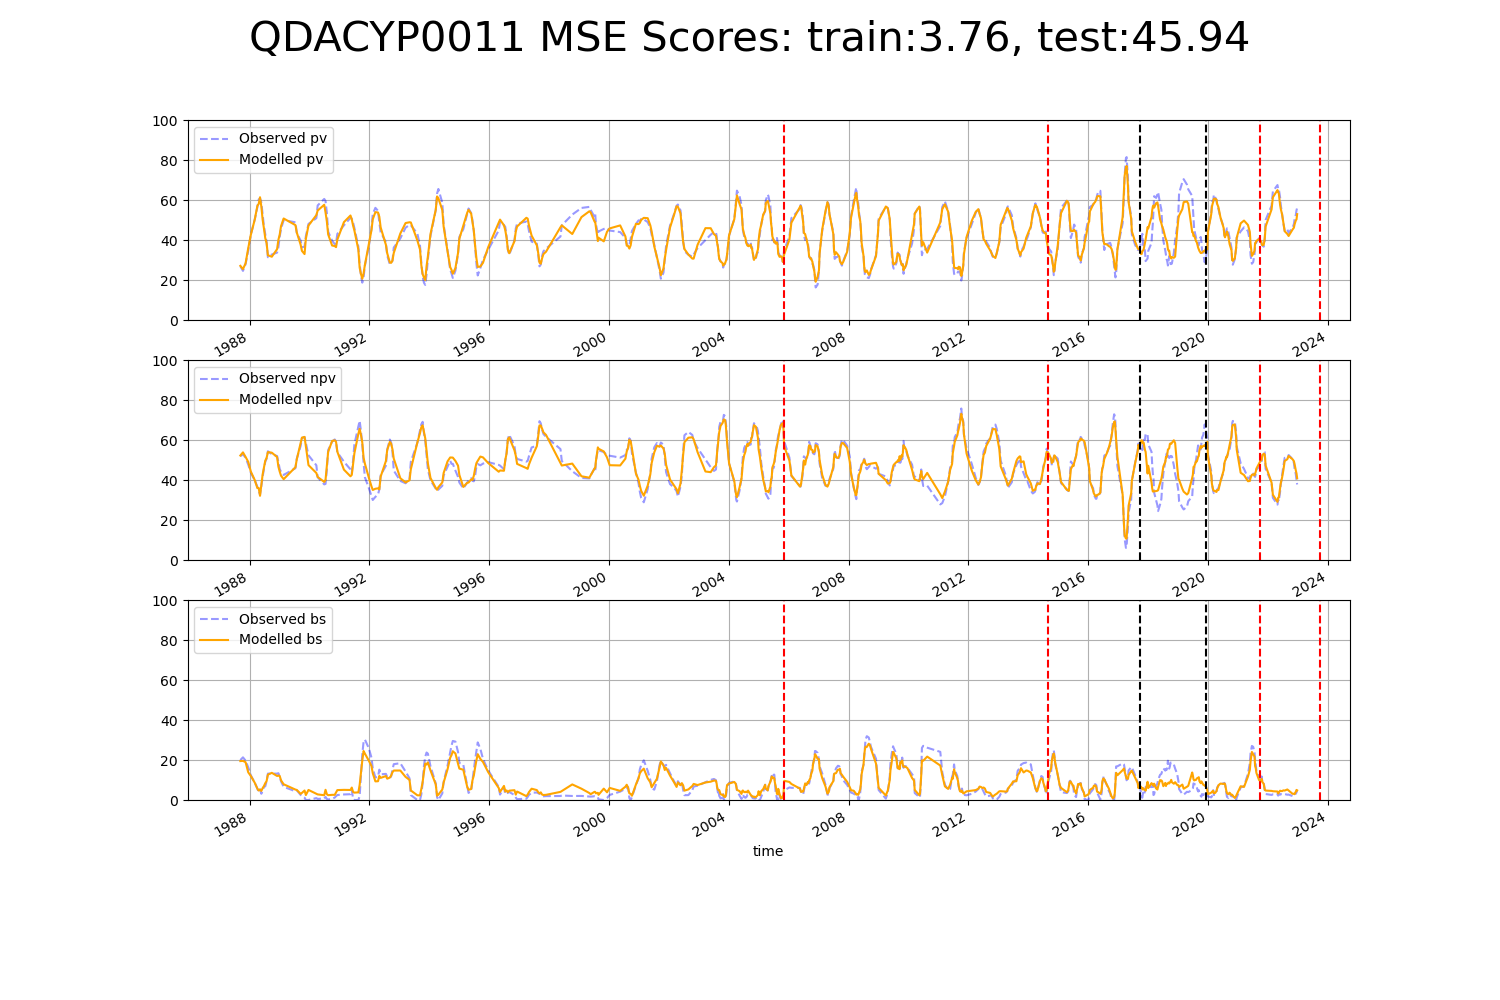 QDACYP0011 MSE Scores: train:3.76, test:45.94
100
80
60
40
20
0
Observed pv
Modelled pv
1988 1992 1996 2000 2004 2008 2012 2016 2020 2024
100
80
60
40
20
0
Observed npv
Modelled npv
1988 1992 1996 2000 2004 2008 2012 2016 2020 2024
100
80
60
40
20
0
Observed bs
Modelled bs
1988 1992 1996 2000 2004 2008 2012 2016 2020 2024
time